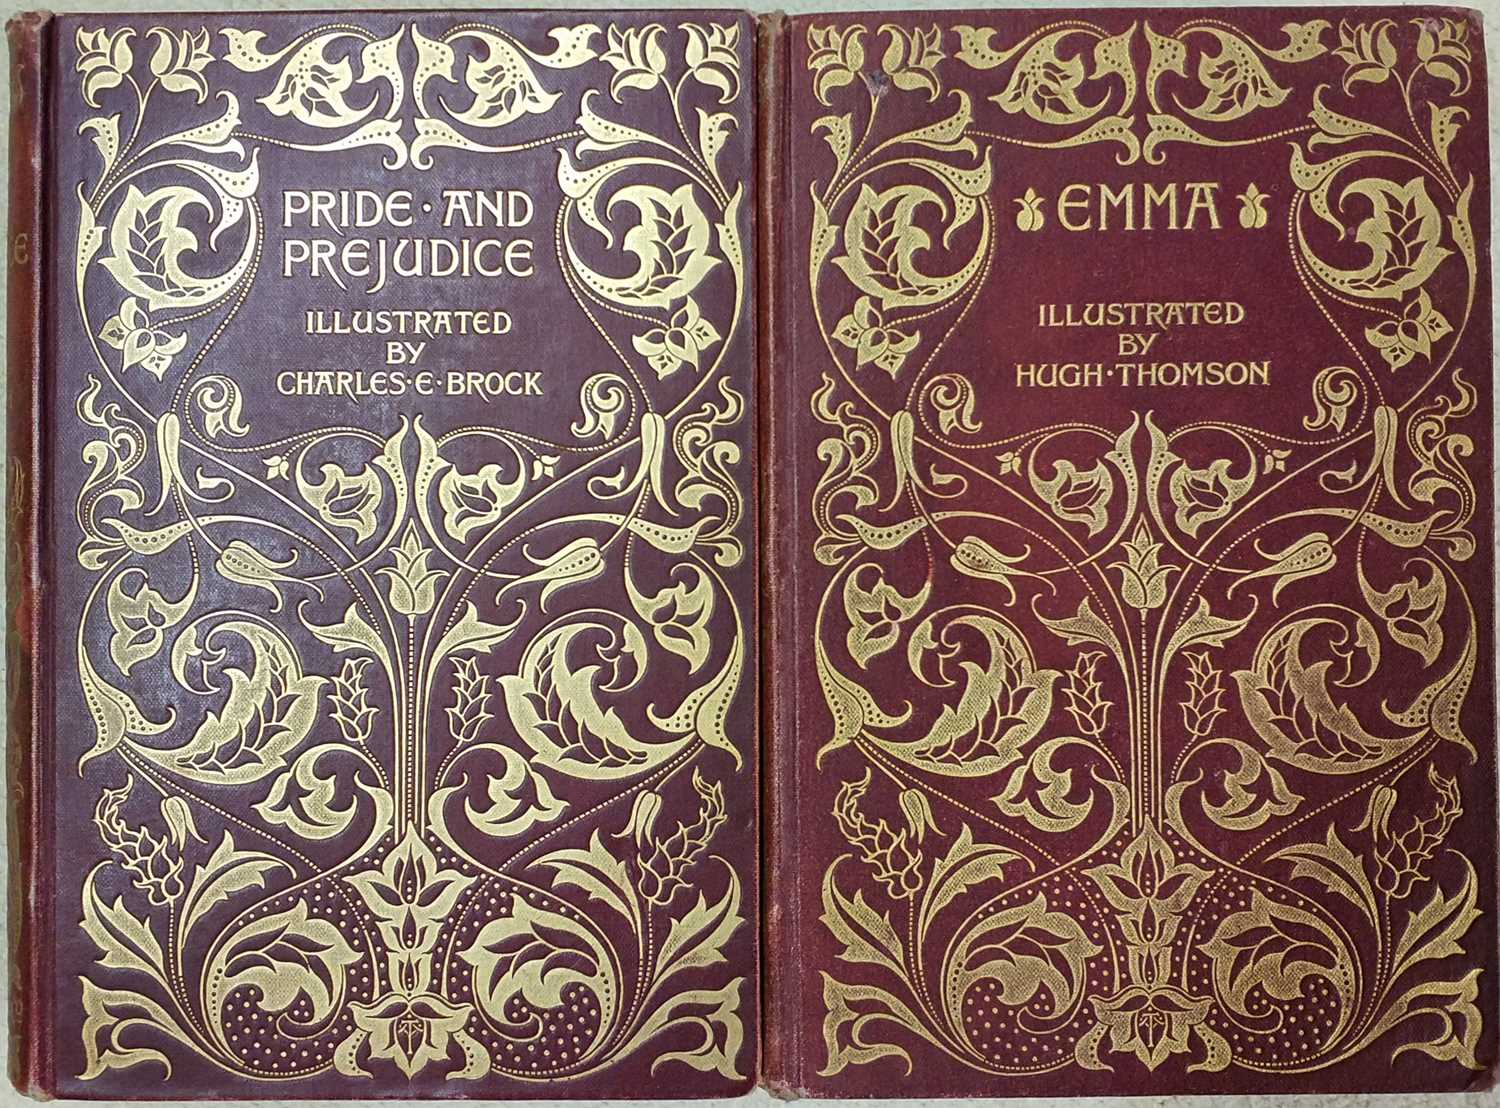 PRIDE · AND
PREJUDICE
ILLUSTRATED
BY
CHARLES · E · BROCK
EMMA
ILLUSTRATED
BY
HUGH · THOMSON